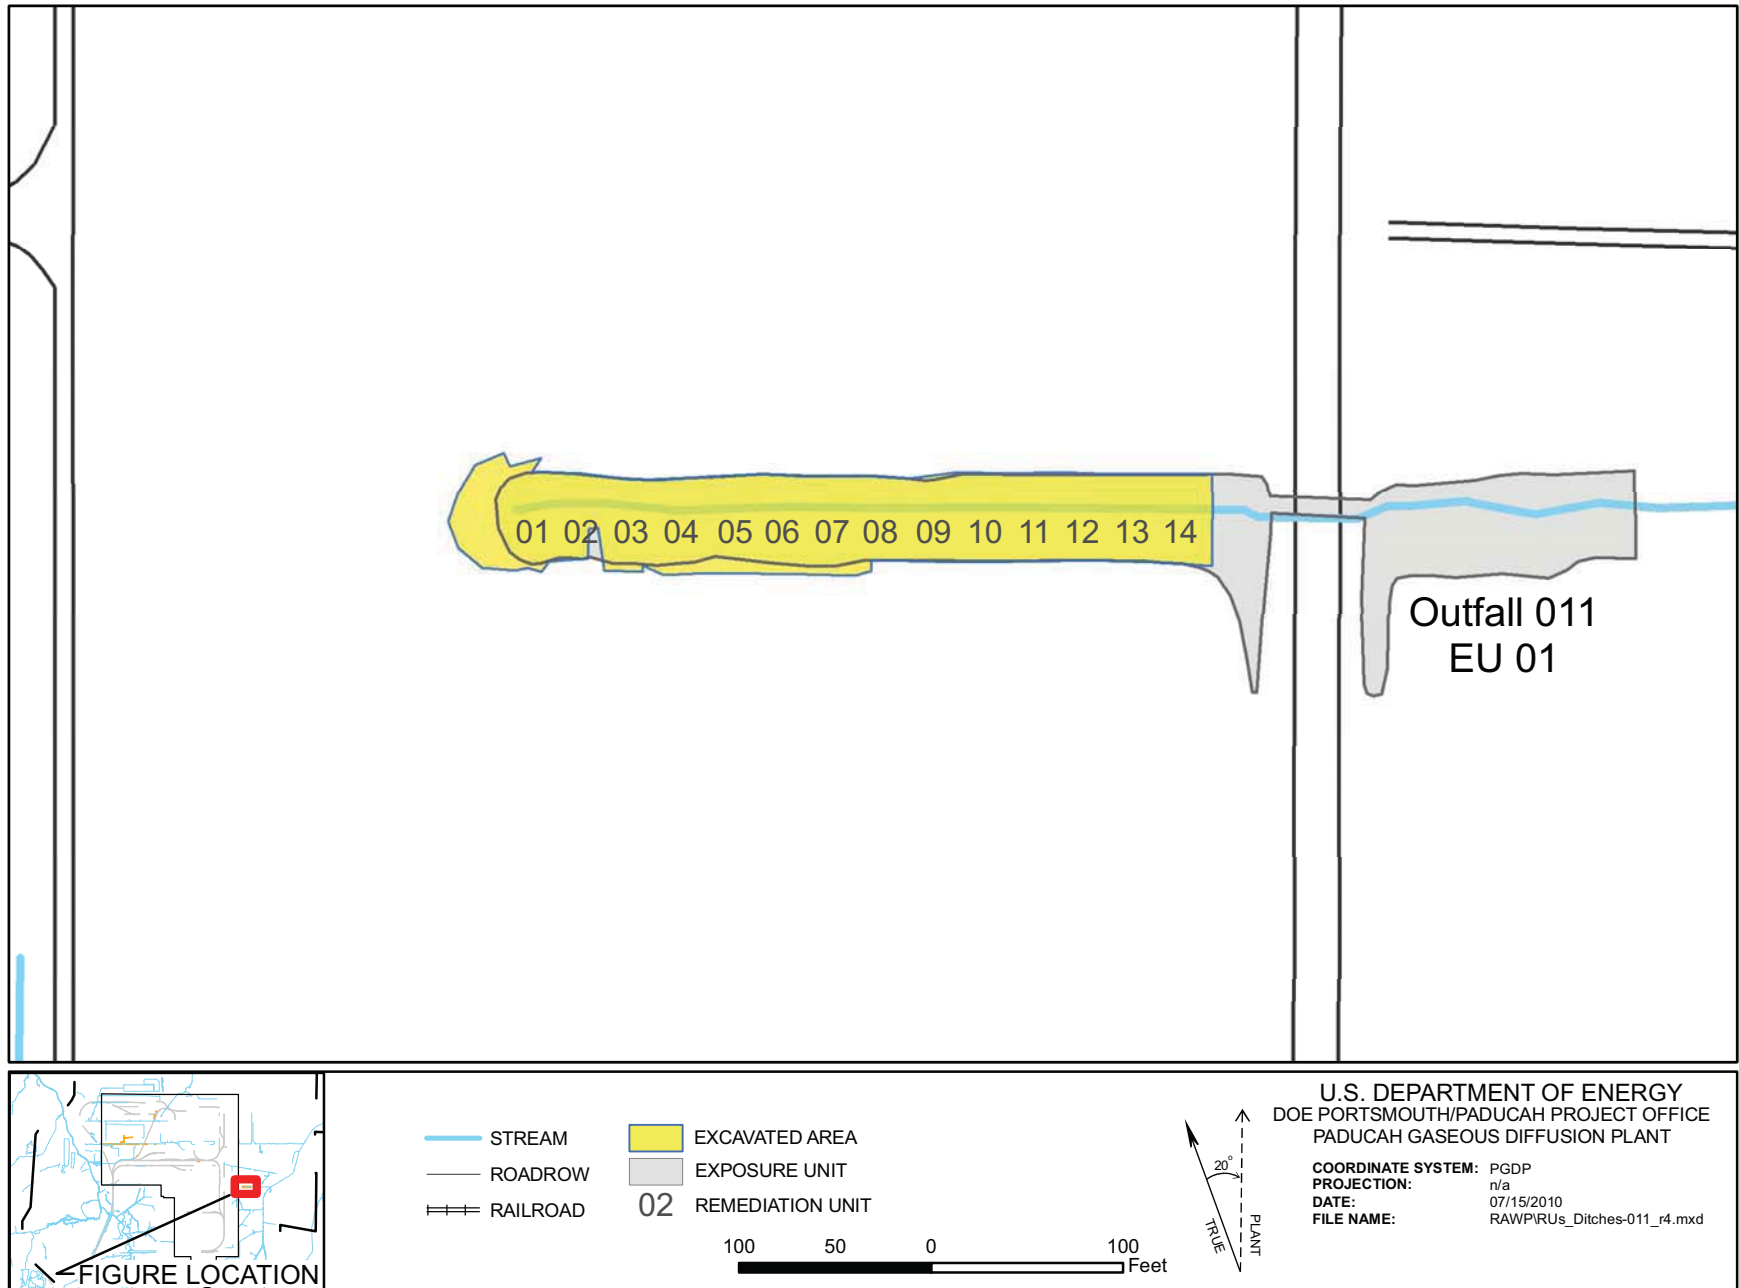 01 02 03 04 05 06 07 08 09 10 11 12 13 14
Outfall 011
EU 01
FIGURE LOCATION
STREAM
ROADROW
RAILROAD
EXCAVATED AREA
EXPOSURE UNIT
02 REMEDIATION UNIT
100 50 0 100
Feet
20°
TRUE
PLANT
U.S. DEPARTMENT OF ENERGY
DOE PORTSMOUTH/PADUCAH PROJECT OFFICE
PADUCAH GASEOUS DIFFUSION PLANT
COORDINATE SYSTEM: PGDP
PROJECTION: n/a
DATE: 07/15/2010
FILE NAME: RAWP\RUs_Ditches-011_r4.mxd